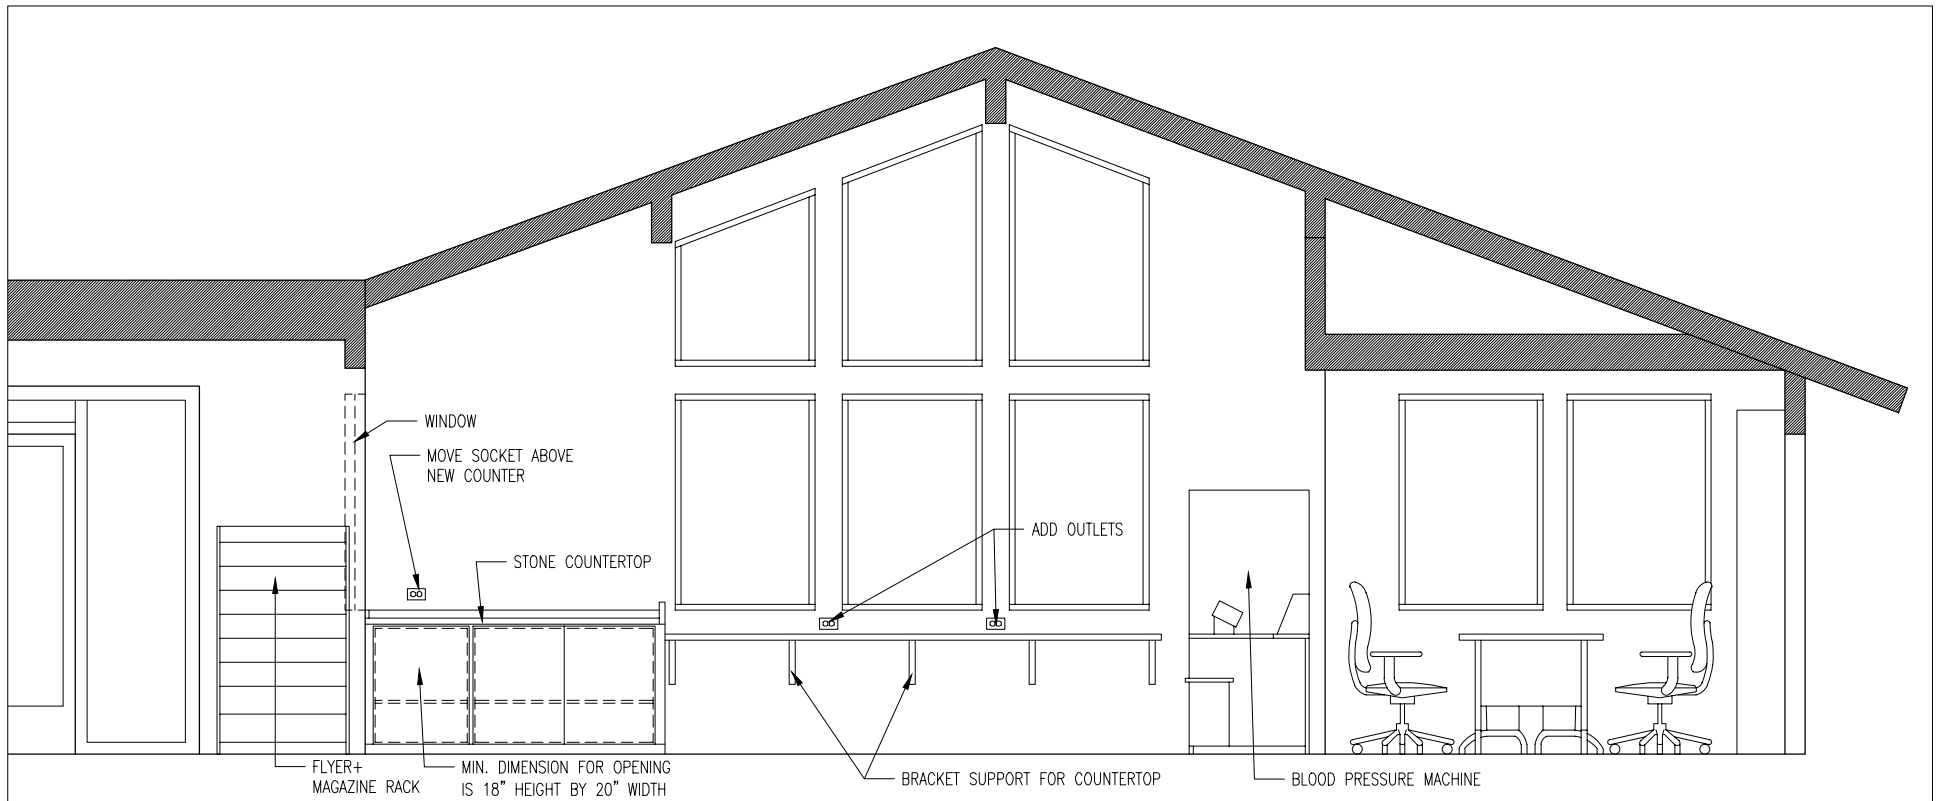 WINDOW
MOVE SOCKET ABOVE
NEW COUNTER
STONE COUNTERTOP
ADD OUTLETS
FLYER+
MAGAZINE RACK
MIN. DIMENSION FOR OPENING
IS 18" HEIGHT BY 20" WIDTH
BRACKET SUPPORT FOR COUNTERTOP
BLOOD PRESSURE MACHINE